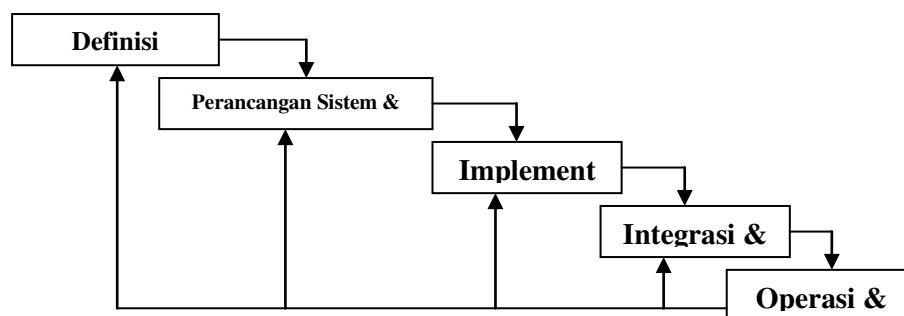 Definisi
Perancangan Sistem &
Implement
Integrasi &
Operasi &